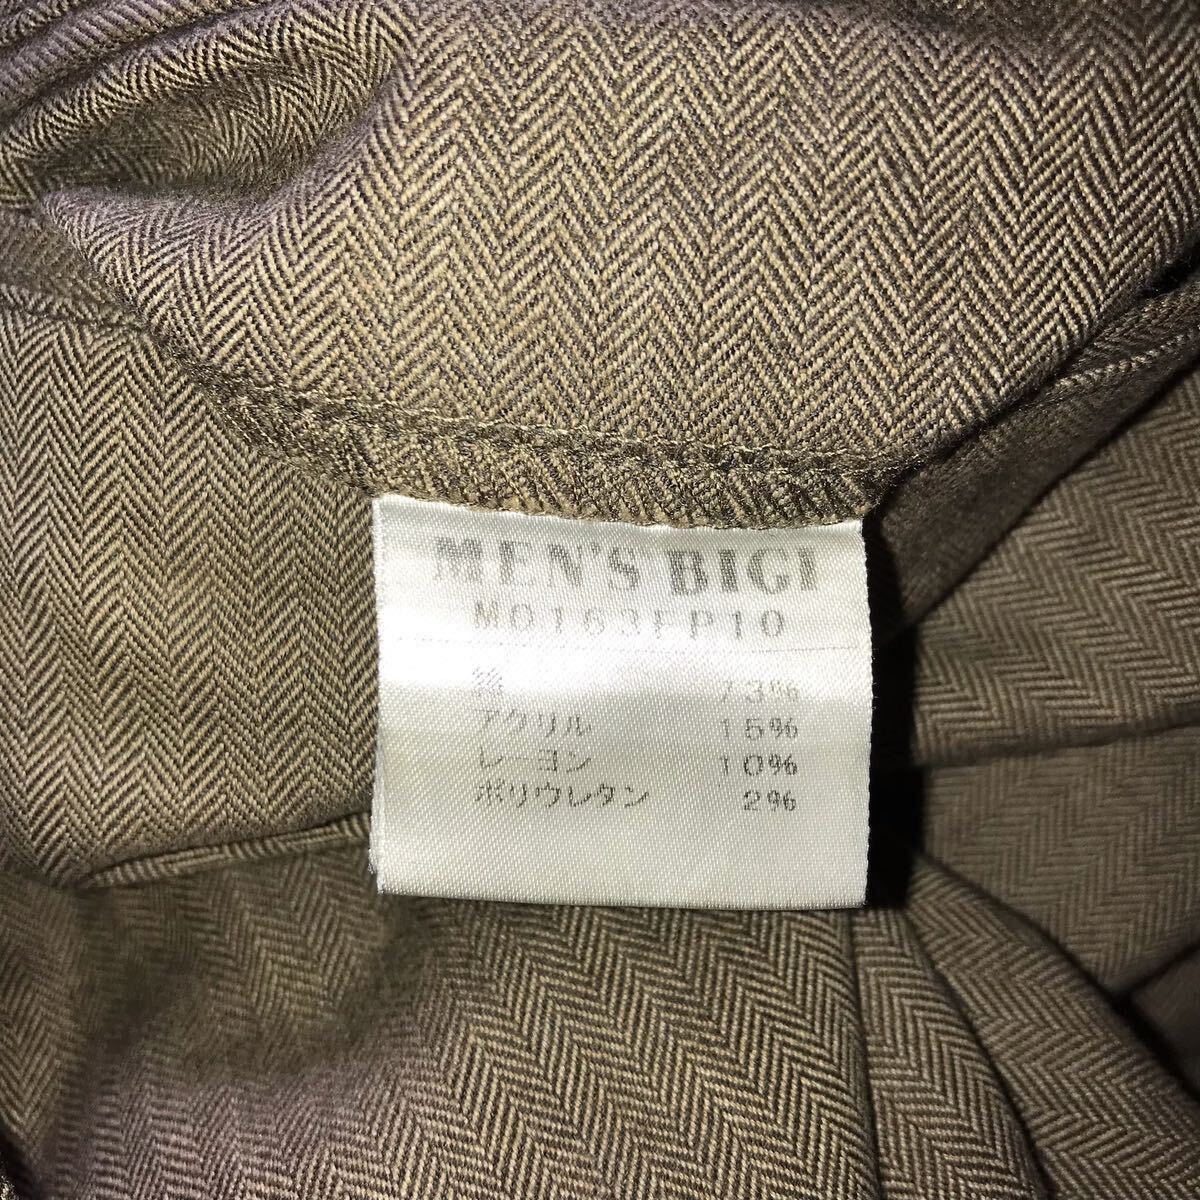 MEN'S BIGI
M0163FP10
綿 73%
アクリル 15%
レーヨン 10%
ポリウレタン 2%